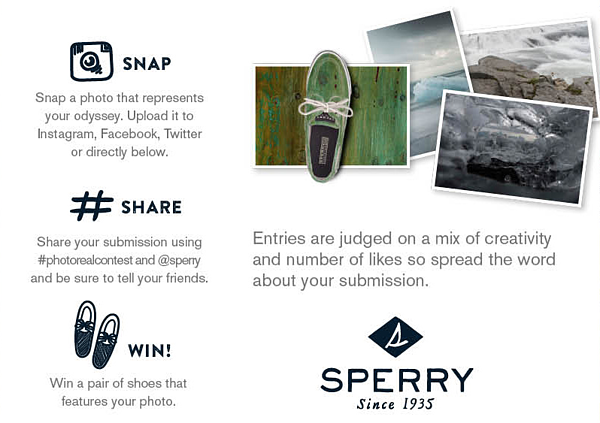 SNAP
Snap a photo that represents
your odyssey. Upload it to
Instagram, Facebook, Twitter
or directly below.
# SHARE
Share your submission using
#photorealcontest and @sperry
and be sure to tell your friends.
WIN!
Win a pair of shoes that
features your photo.
Entries are judged on a mix of creativity
and number of likes so spread the word
about your submission.
SPERRY
Since 1935